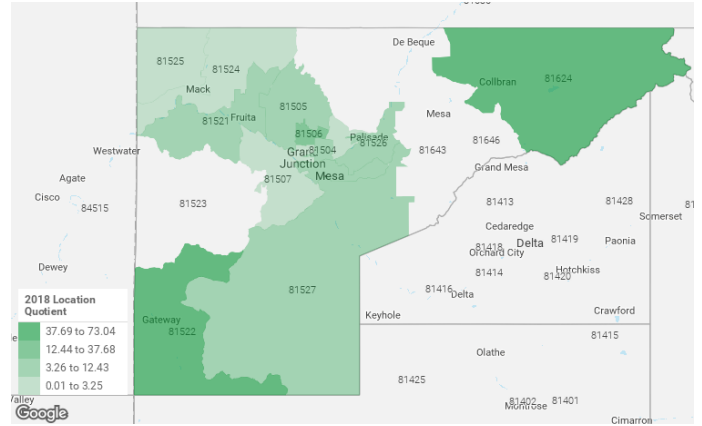 81525
81524
Mack
81505
81521
Fruita
81506
Palisade
81526
Grand
Junction
81504
Mesa
Westwater
81507
Agate
Cisco
84515
81523
Dewey
81527
Gateway
81522
De Beque
Collbran
81624
Mesa
81643
81646
Grand Mesa
81413
81428
Somerset
Cedaredge
81418
Delta
81419
Paonia
Orchard City
81414
Hotchkiss
81420
81416
Delta
Keyhole
Crawford
81415
Olathe
81425
81402
81401
Montrose
Cimarron
2018 Location
Quotient
37.69 to 73.04
12.44 to 37.68
3.26 to 12.43
0.01 to 3.25
Google